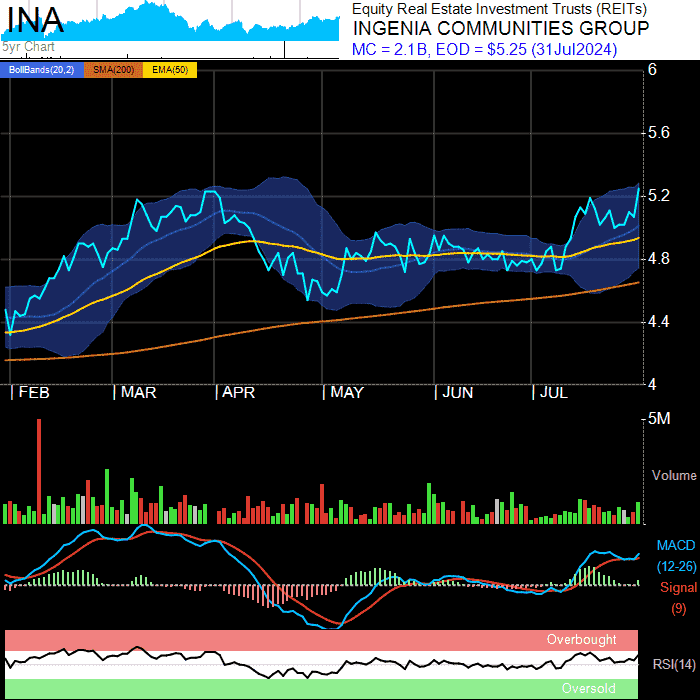 INA
5yr Chart
Equity Real Estate Investment Trusts (REITs)
INGENIA COMMUNITIES GROUP
MC = 2.1B, EOD = $5.25 (31Jul2024)
BollBands(20,2) SMA(200) EMA(50)
6
5.6
5.2
4.8
4.4
4
FEB MAR APR MAY JUN JUL
5M
Volume
MACD
(12-26)
Signal
(9)
Overbought
RSI(14)
Oversold